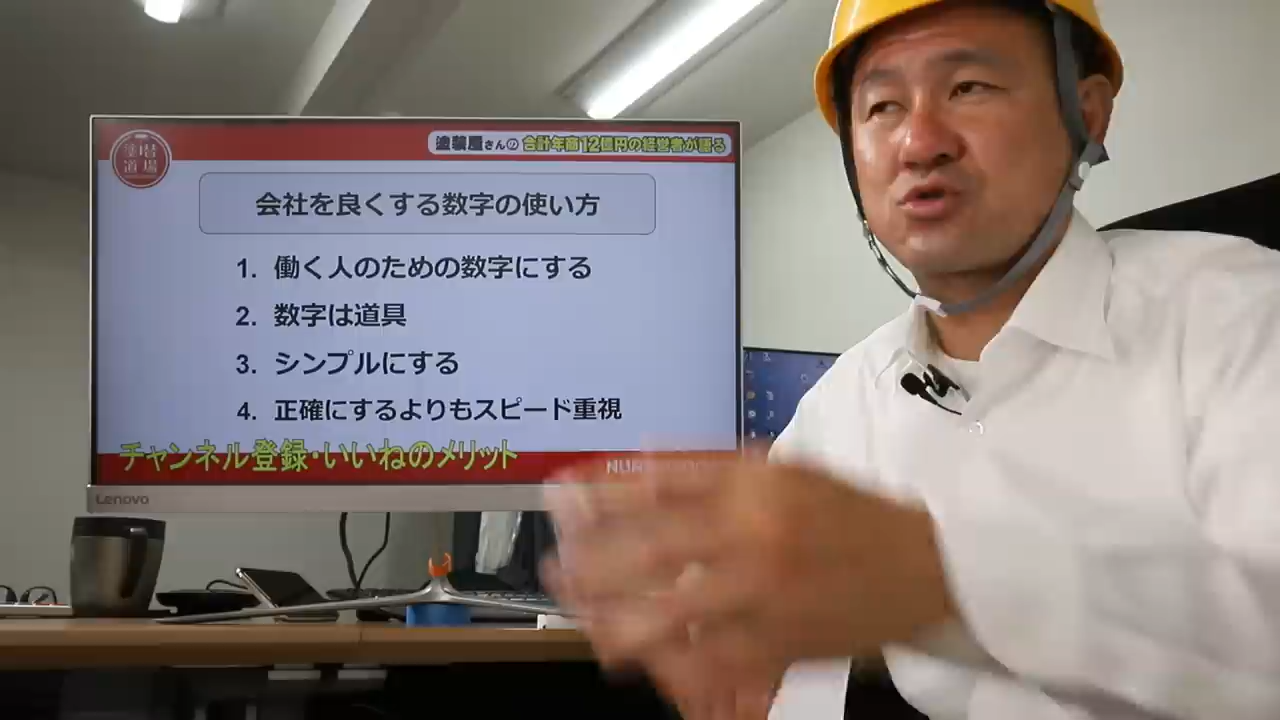 塗替
道場
塗装屋さんの 合計年商12億円の経営者が語る
会社を良くする数字の使い方
1. 働く人のための数字にする
2. 数字は道具
3. シンプルにする
4. 正確にするよりもスピード重視
チャンネル登録・いいねのメリット
Lenovo